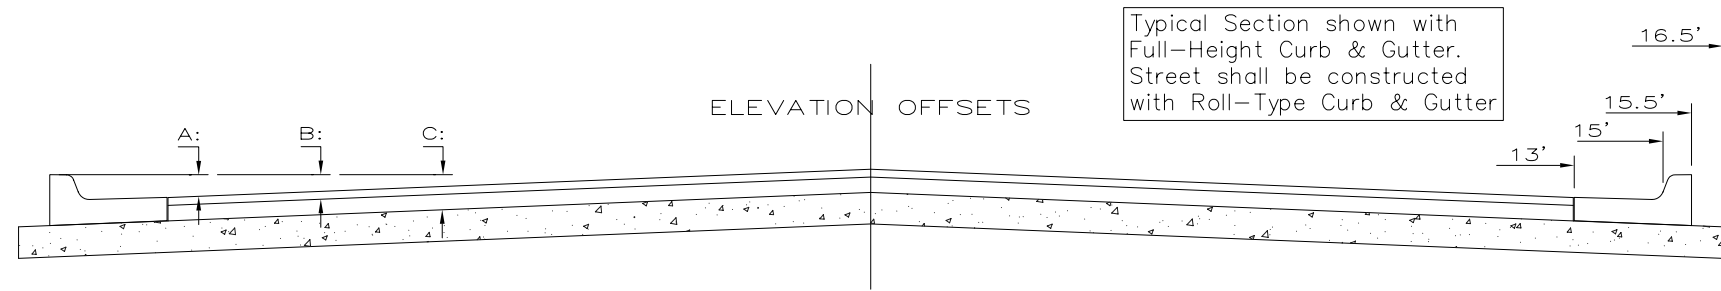 Typical Section shown with
Full-Height Curb & Gutter.
Street shall be constructed
with Roll-Type Curb & Gutter
16.5'
ELEVATION OFFSETS
15.5'
A:
B:
C:
15'
13'